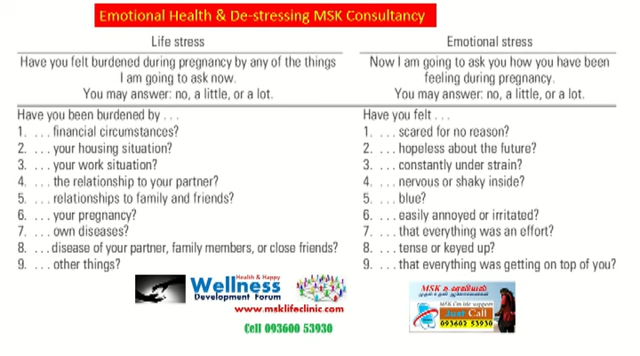 Emotional Health & De-stressing MSK Consultancy
Life stress
Have you felt burdened during pregnancy by any of the things
I am going to ask now.
You may answer: no, a little, or a lot.
Have you been burdened by . . .
1. . . . financial circumstances?
2. . . . your housing situation?
3. . . . your work situation?
4. . . . the relationship to your partner?
5. . . . relationships to family and friends?
6. . . . your pregnancy?
7. . . . own diseases?
8. . . . disease of your partner, family members, or close friends?
9. . . . other things?
Emotional stress
Now I am going to ask you how you have been
feeling during pregnancy.
You may answer: no, a little, or a lot.
Have you felt . . .
1. . . . scared for no reason?
2. . . . hopeless about the future?
3. . . . constantly under strain?
4. . . . nervous or shaky inside?
5. . . . blue?
6. . . . easily annoyed or irritated?
7. . . . that everything was an effort?
8. . . . tense or keyed up?
9. . . . that everything was getting on top of you?
Health & Happy
Wellness
Development Forum
www.msklifeclinic.com
Cell 093600 53930
MSK உளவியல்
MSK On life support
Just Call
093602 53930